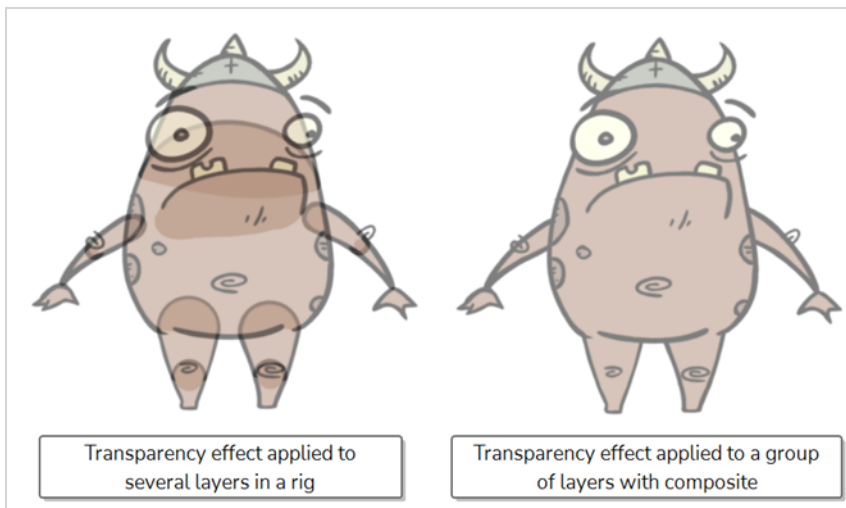 Transparency effect applied to
several layers in a rig
Transparency effect applied to a group
of layers with composite